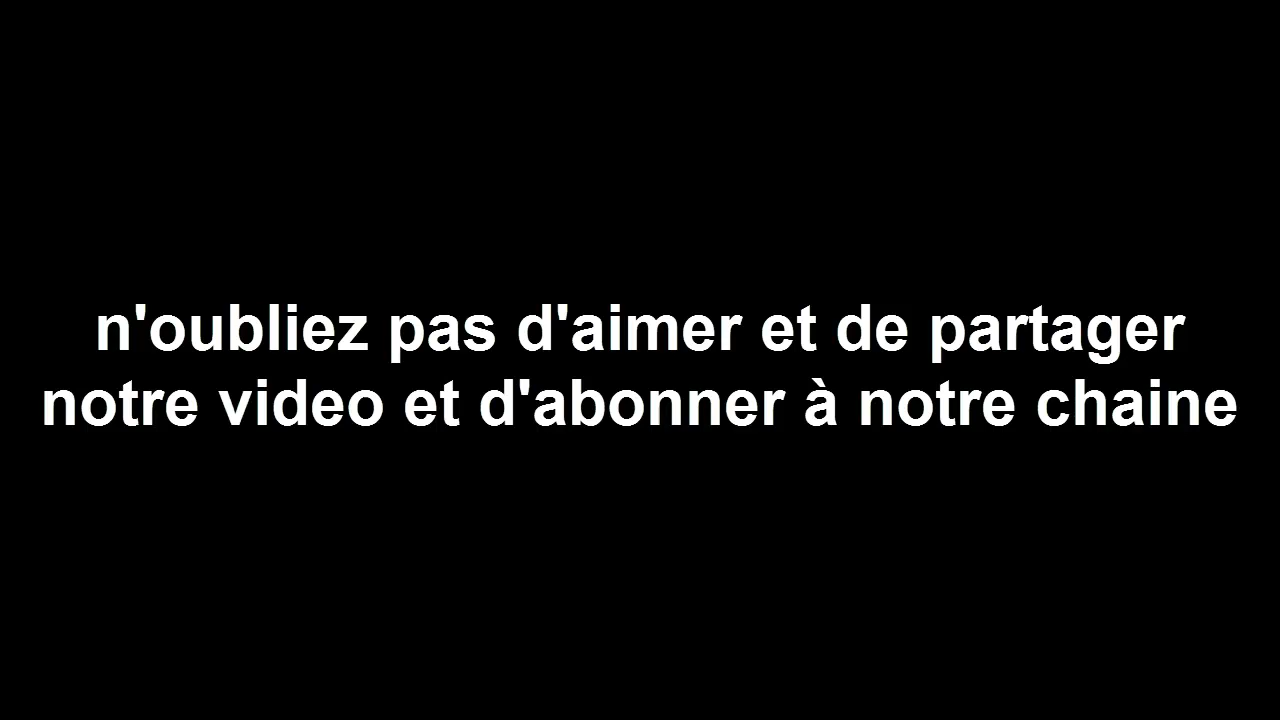 n'oubliez pas d'aimer et de partager
notre video et d'abonner à notre chaine